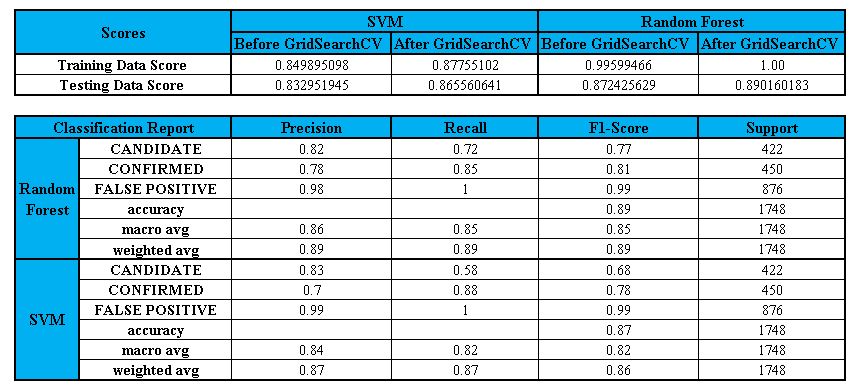 Scores SVM Random Forest
Before GridSearchCV After GridSearchCV Before GridSearchCV After GridSearchCV
Training Data Score 0.849895098 0.87755102 0.99599466 1.00
Testing Data Score 0.832951945 0.865560641 0.872425629 0.890160183
Classification Report Precision Recall F1-Score Support
Random Forest CANDIDATE 0.82 0.72 0.77 422
CONFIRMED 0.78 0.85 0.81 450
FALSE POSITIVE 0.98 1 0.99 876
accuracy 0.89 1748
macro avg 0.86 0.85 0.85 1748
weighted avg 0.89 0.89 0.89 1748
SVM CANDIDATE 0.83 0.58 0.68 422
CONFIRMED 0.7 0.88 0.78 450
FALSE POSITIVE 0.99 1 0.99 876
accuracy 0.87 1748
macro avg 0.84 0.82 0.82 1748
weighted avg 0.87 0.87 0.86 1748